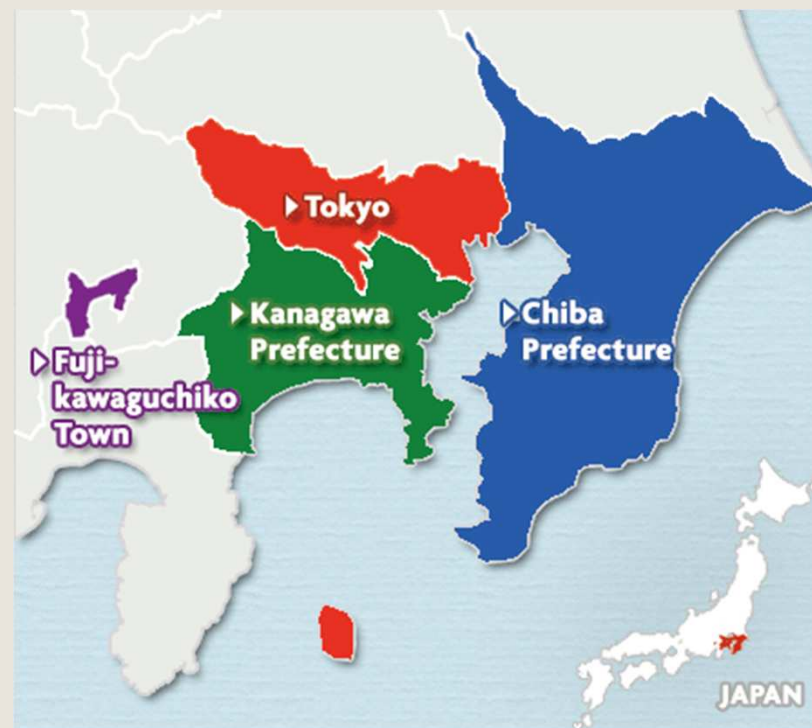 Tokyo
Kanagawa
Prefecture
Chiba
Prefecture
Fuji-
kawaguchiko
Town
JAPAN